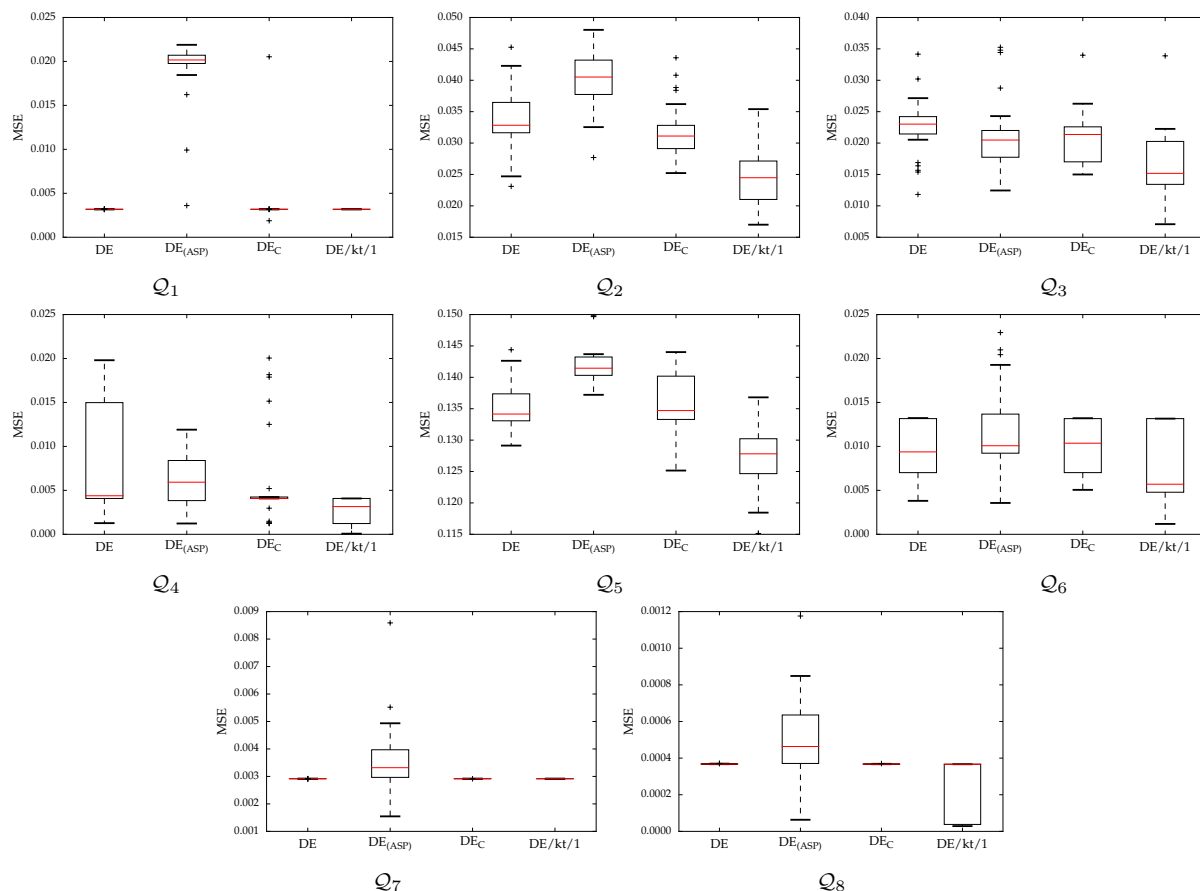 0.025
0.020
0.015
0.010
0.005
0.000
MSE
DE
DE(ASP)
DEC
DE/kt/1
Q1
0.050
0.045
0.040
0.035
0.030
0.025
0.020
0.015
MSE
DE
DE(ASP)
DEC
DE/kt/1
Q2
0.040
0.035
0.030
0.025
0.020
0.015
0.010
0.005
MSE
DE
DE(ASP)
DEC
DE/kt/1
Q3
0.025
0.020
0.015
0.010
0.005
0.000
MSE
DE
DE(ASP)
DEC
DE/kt/1
Q4
0.150
0.145
0.140
0.135
0.130
0.125
0.120
0.115
MSE
DE
DE(ASP)
DEC
DE/kt/1
Q5
0.025
0.020
0.015
0.010
0.005
0.000
MSE
DE
DE(ASP)
DEC
DE/kt/1
Q6
0.009
0.008
0.007
0.006
0.005
0.004
0.003
0.002
0.001
MSE
DE
DE(ASP)
DEC
DE/kt/1
Q7
0.0012
0.0010
0.0008
0.0006
0.0004
0.0002
0.0000
MSE
DE
DE(ASP)
DEC
DE/kt/1
Q8